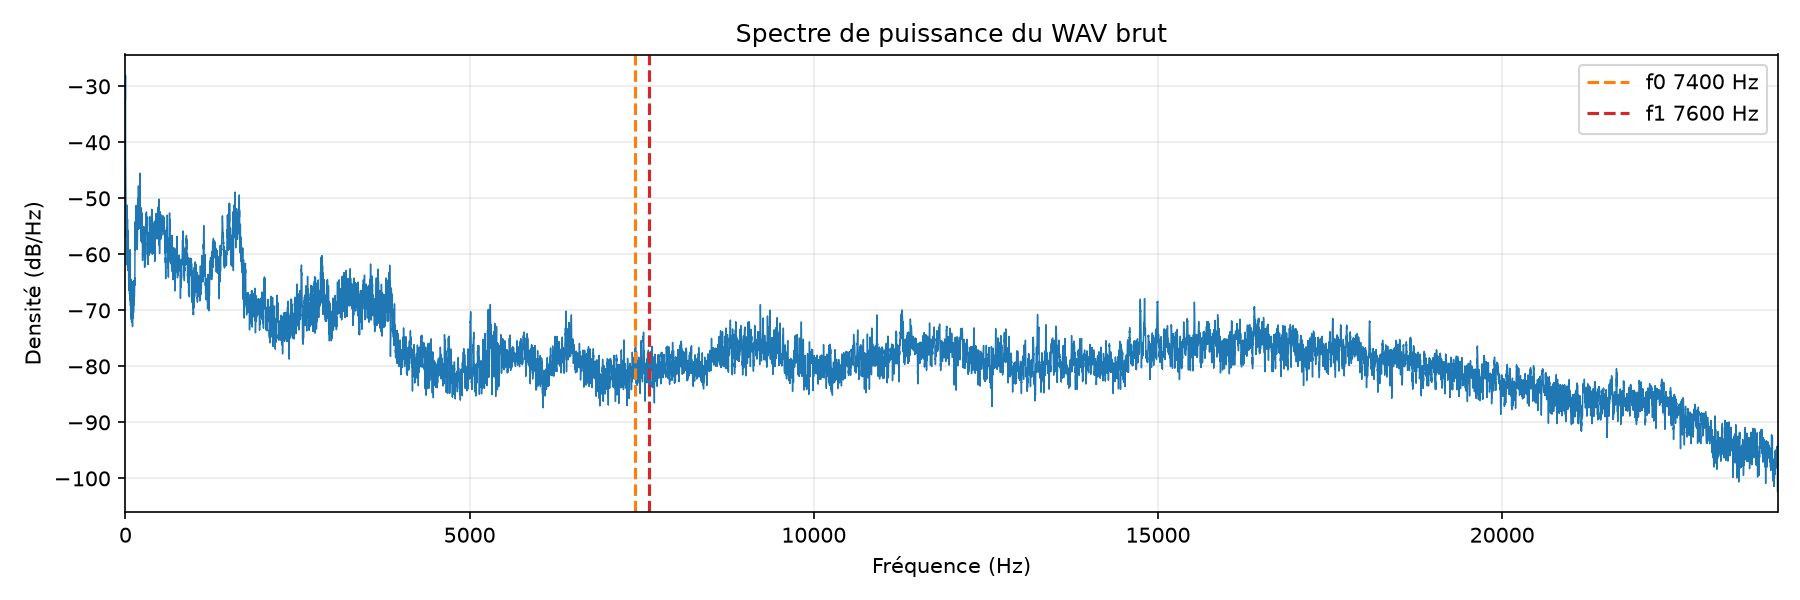 Spectre de puissance du WAV brut
f0 7400 Hz
f1 7600 Hz
Densité (dB/Hz)
−30
−40
−50
−60
−70
−80
−90
−100
0
5000
10000
15000
20000
Fréquence (Hz)